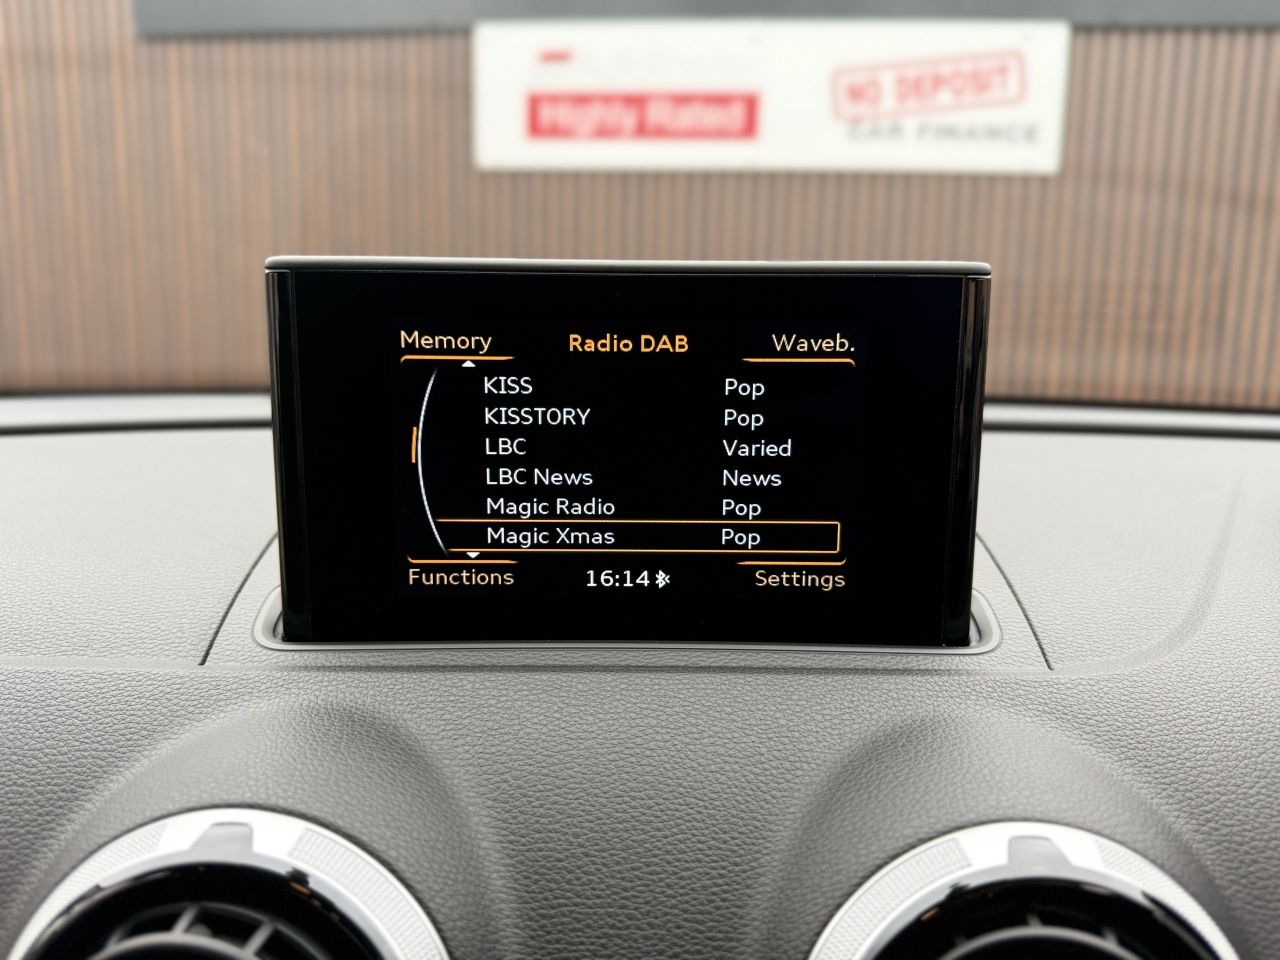 Highly Rated
NO DEPOSIT
CAR FINANCE
Memory Radio DAB Waveb.
KISS Pop
KISSTORY Pop
LBC Varied
LBC News News
Magic Radio Pop
Magic Xmas Pop
Functions 16:14 Settings